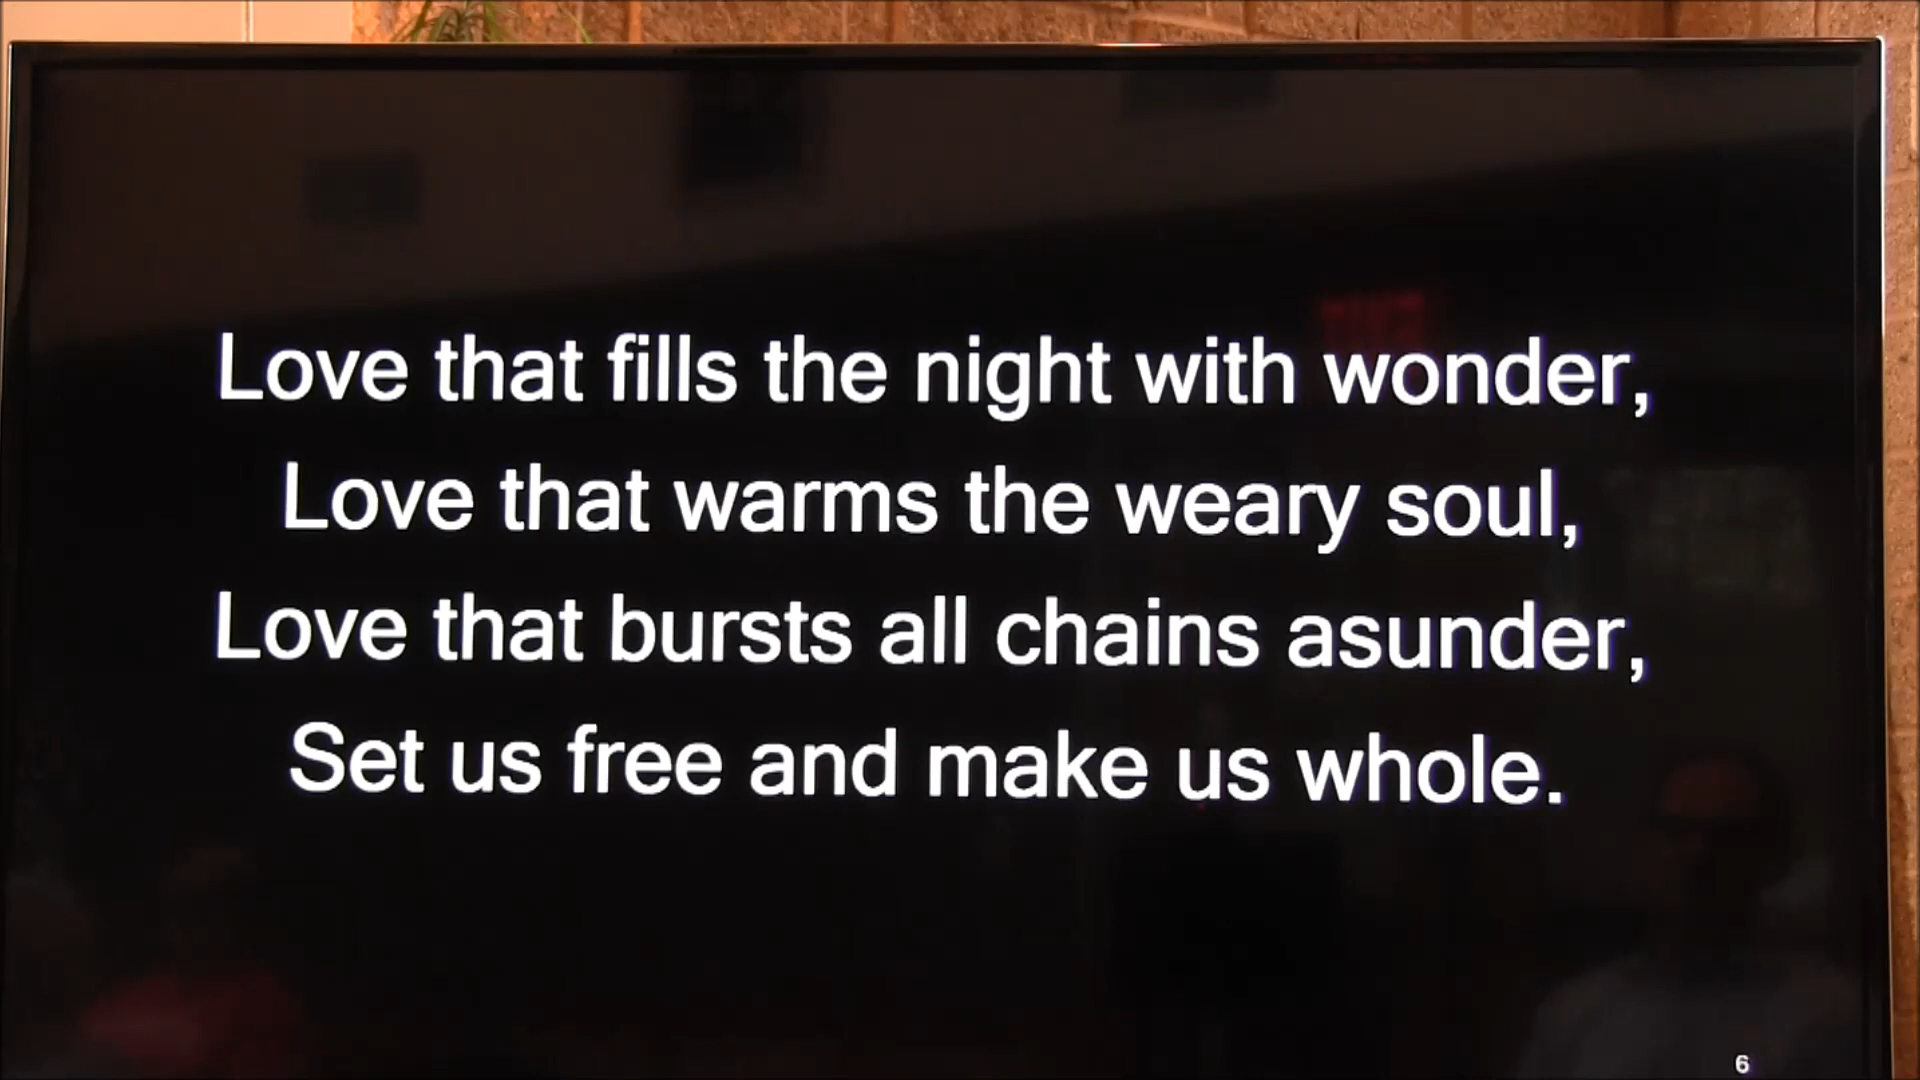 Love that fills the night with wonder,
Love that warms the weary soul,
Love that bursts all chains asunder,
Set us free and make us whole.
6